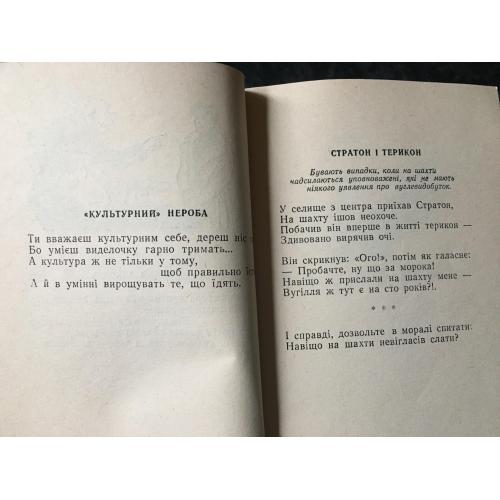 «КУЛЬТУРНИЙ» НЕРОБА
Ти вважаєш культурним себе, дереш ніс
Бо умієш виделочку гарно тримать...
А культура ж не тільки у тому,
щоб правильно їс
А й в умінні вирощувать те, що їдять.
СТРАТОН І ТЕРИКОН
Бувають випадки, коли на шахти
надсилаються уповноважені, які не мають
ніякого уявлення про вуглевидобуток.
У селище з центра приїхав Стратон,
На шахту ішов неохоче.
Побачив він вперше в житті терикон —
Здивовано вирячив очі.
Він скрикнув: «Ого!», потім як галасне:
— Пробачте, ну що за морока!
Навіщо ж прислали на шахту мене —
Вугілля ж тут є на сто років?!.
* * *
І справді, дозвольте в моралі спитати:
Навіщо на шахти невігласів слати?